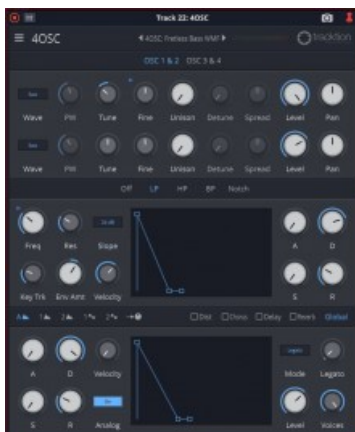 Track 22: 4OSC
4OSC
4OSC: Fretless Bass WMF
tracktion
OSC 1 & 2 OSC 3 & 4
Wave PW Tune Fine Unison Detune Spread Level Pan
Wave PW Tune Fine Unison Detune Spread Level Pan
Off LP HP BP Notch
Freq Res Slope A D
Key Trk Env Amt Velocity S R
Dist Chorus Delay Reverb Global
A D Velocity Mode Legato
S R Analog Level Voices